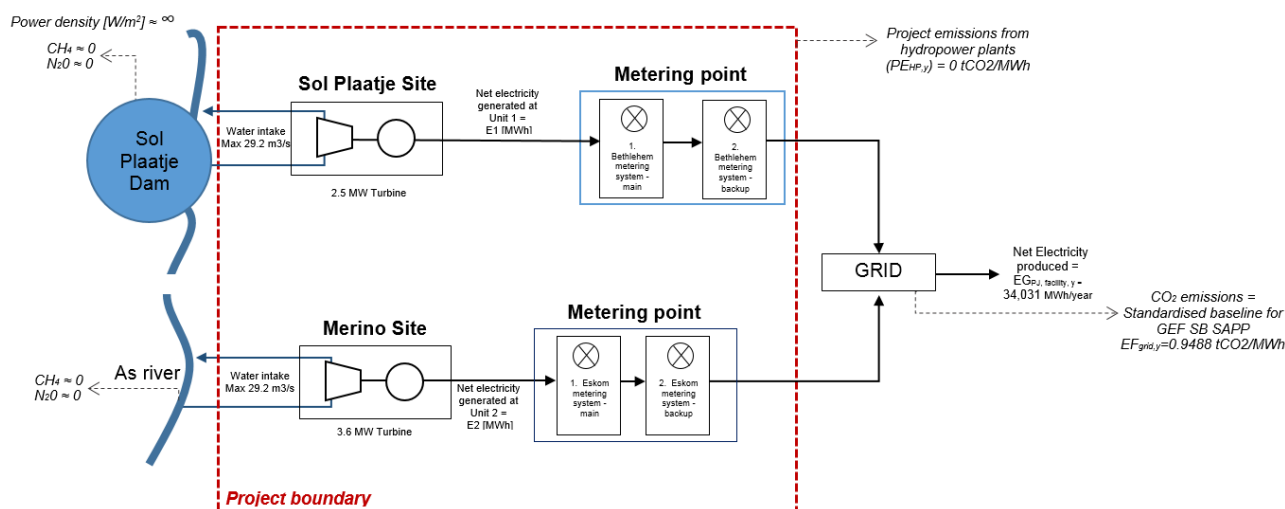 Power density [W/m²] ≈ ∞
CH₄ ≈ 0
N₂0 ≈ 0
Sol
Plaatje
Dam
Water intake
Max 29.2 m3/s
Sol Plaatje Site
2.5 MW Turbine
Net electricity
generated at
Unit 1 =
E1 [MWh]
Metering point
1.
Bethlehem
metering
system -
main
2.
Bethlehem
metering
system -
backup
Project emissions from
hydropower plants
(PE_HP,y) = 0 tCO2/MWh
GRID
Net Electricity
produced =
EG_PJ, facility, y =
34,031 MWh/year
CO₂ emissions =
Standardised baseline for
GEF SB SAPP
EF_grid,y=0.9488 tCO2/MWh
As river
CH₄ ≈ 0
N₂0 ≈ 0
Water intake
Max 29.2 m3/s
Merino Site
3.6 MW Turbine
Net electricity
generated at
Unit 2 =
E2 [MWh]
Metering point
1. Eskom
metering
system -
main
2. Eskom
metering
system -
backup
Project boundary